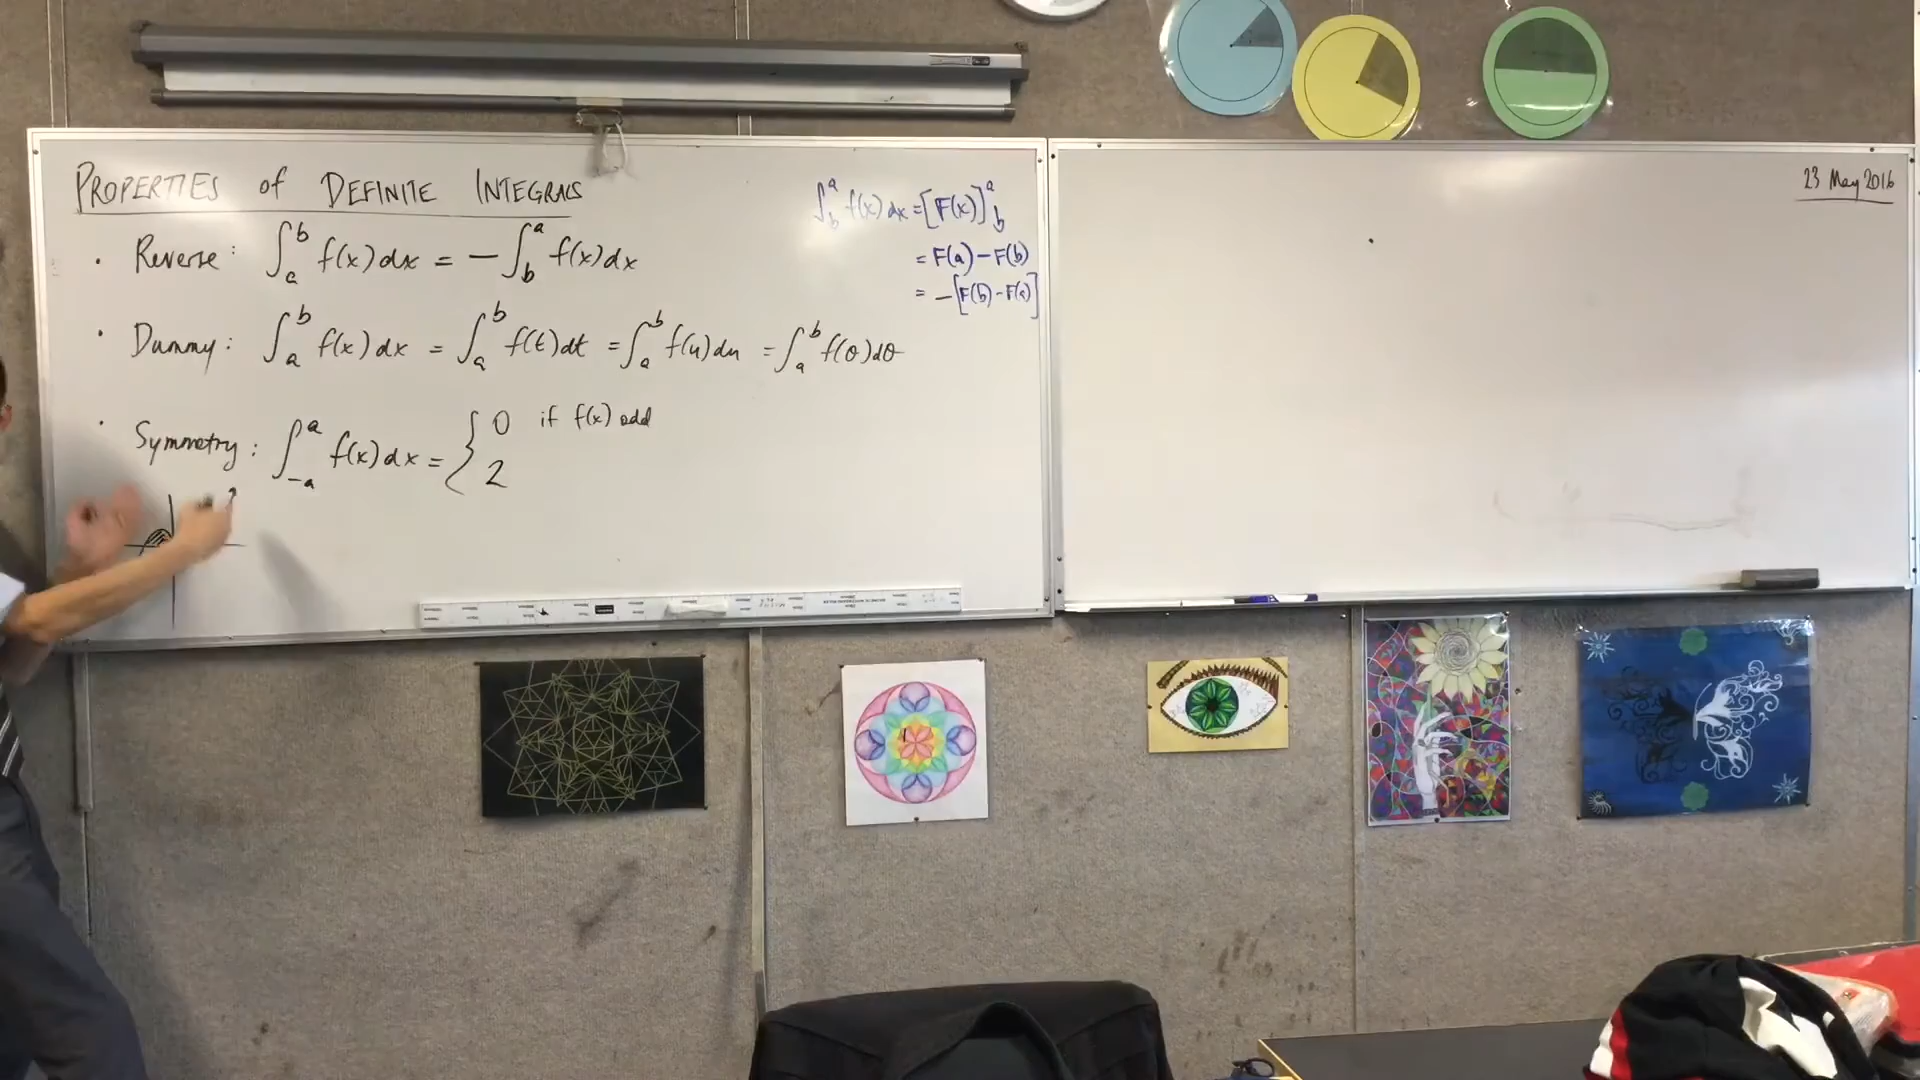 PROPERTIES of DEFINITE INTEGRALS
• Reverse: ∫_a^b f(x)dx = −∫_b^a f(x)dx
• Dummy: ∫_a^b f(x)dx = ∫_a^b f(t)dt = ∫_a^b f(u)du = ∫_a^b f(θ)dθ
• Symmetry: ∫_{-a}^a f(x)dx = { 0 if f(x) odd
2
∫_b^a f(x)dx = [F(x)]_b^a
= F(a) − F(b)
= −[F(b) − F(a)]
23 May 2016